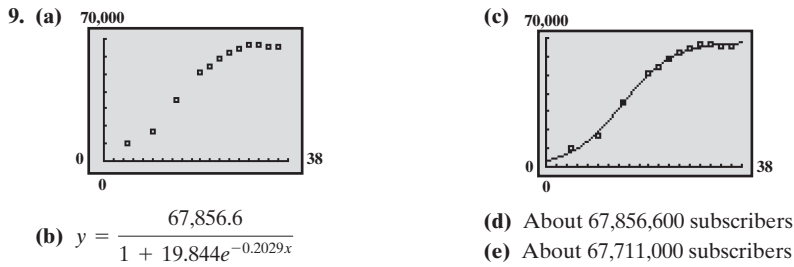 9. (a)
70,000
0
38
0
(b) y = 67,856.6 / (1 + 19.844e^{−0.2029x})
(c)
70,000
0
38
0
(d) About 67,856,600 subscribers
(e) About 67,711,000 subscribers